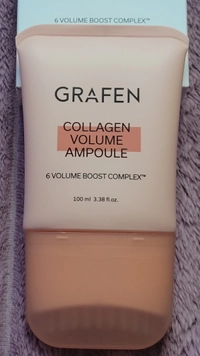 6 VOLUME BOOST COMPLEX™
GRAFEN
COLLAGEN
VOLUME
AMPOULE
6 VOLUME BOOST COMPLEX™
100 ml 3.38 fl.oz.